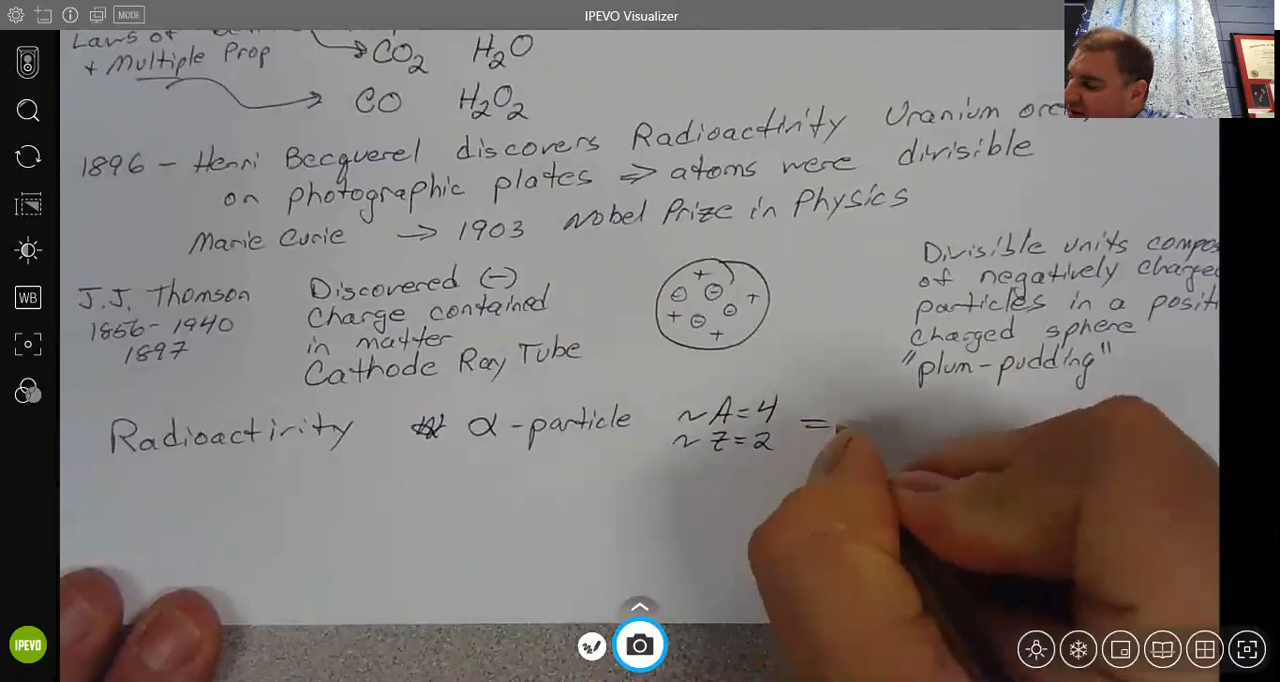 MODE
IPEVO Visualizer
Laws of
+ Multiple Prop
CO2 H2O
CO H2O2
1896 - Henri Becquerel discovers Radioactivity Uranium
on photographic plates => atoms were divisible
Marie Curie → 1903 Nobel Prize in Physics
J.J. Thomson
1856-1940
1897
Discovered (-)
Charge contained
in matter
Cathode Ray Tube
+
⊖ ⊖ +
+ ⊖ ⊖
+
Divisible units compos
of negatively charged
particles in a posit
charged sphere
"plum-pudding"
Radioactivity α-particle ~A=4
~Z=2 =
WB
IPEVO